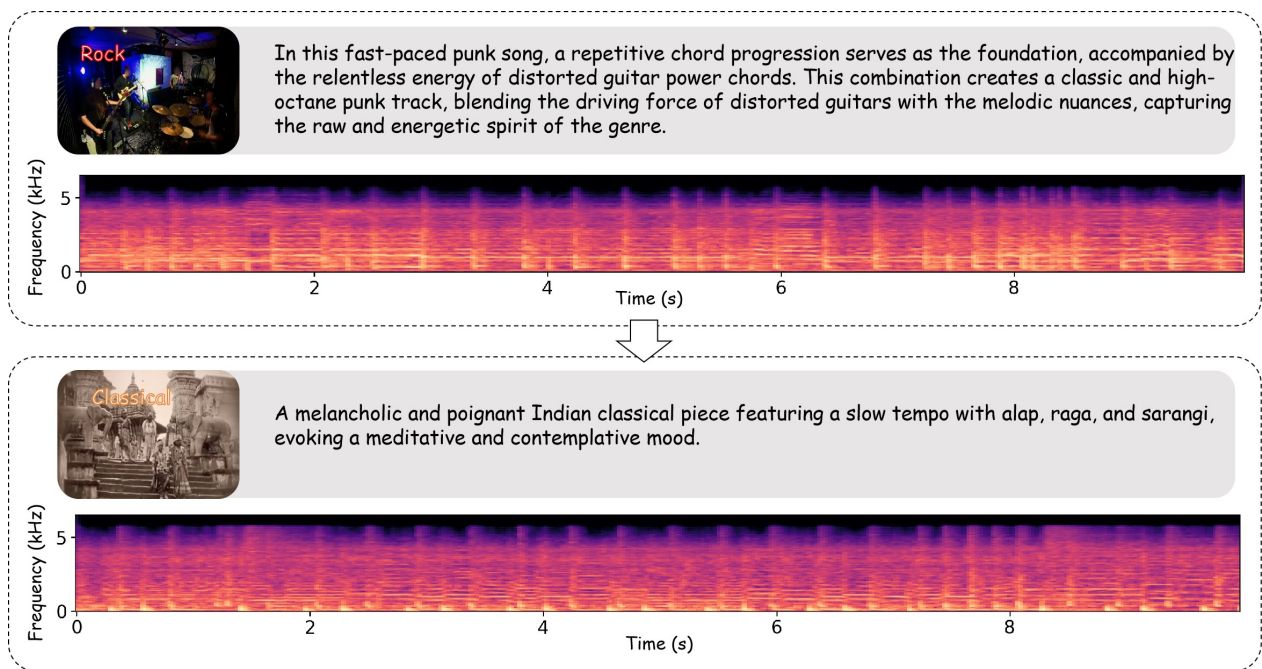 Rock
In this fast-paced punk song, a repetitive chord progression serves as the foundation, accompanied by
the relentless energy of distorted guitar power chords. This combination creates a classic and high-
octane punk track, blending the driving force of distorted guitars with the melodic nuances, capturing
the raw and energetic spirit of the genre.
Frequency (kHz)
5
0
0 2 4 6 8
Time (s)
Classical
A melancholic and poignant Indian classical piece featuring a slow tempo with alap, raga, and sarangi,
evoking a meditative and contemplative mood.
Frequency (kHz)
5
0
0 2 4 6 8
Time (s)